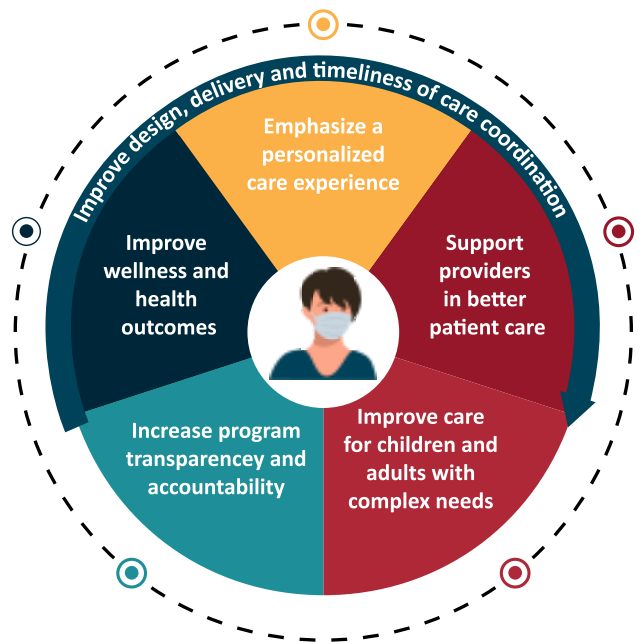 Improve design, delivery and timeliness of care coordination
Emphasize a
personalized
care experience
Support
providers
in better
patient care
Improve care
for children and
adults with
complex needs
Increase program
transparencey and
accountability
Improve
wellness and
health
outcomes